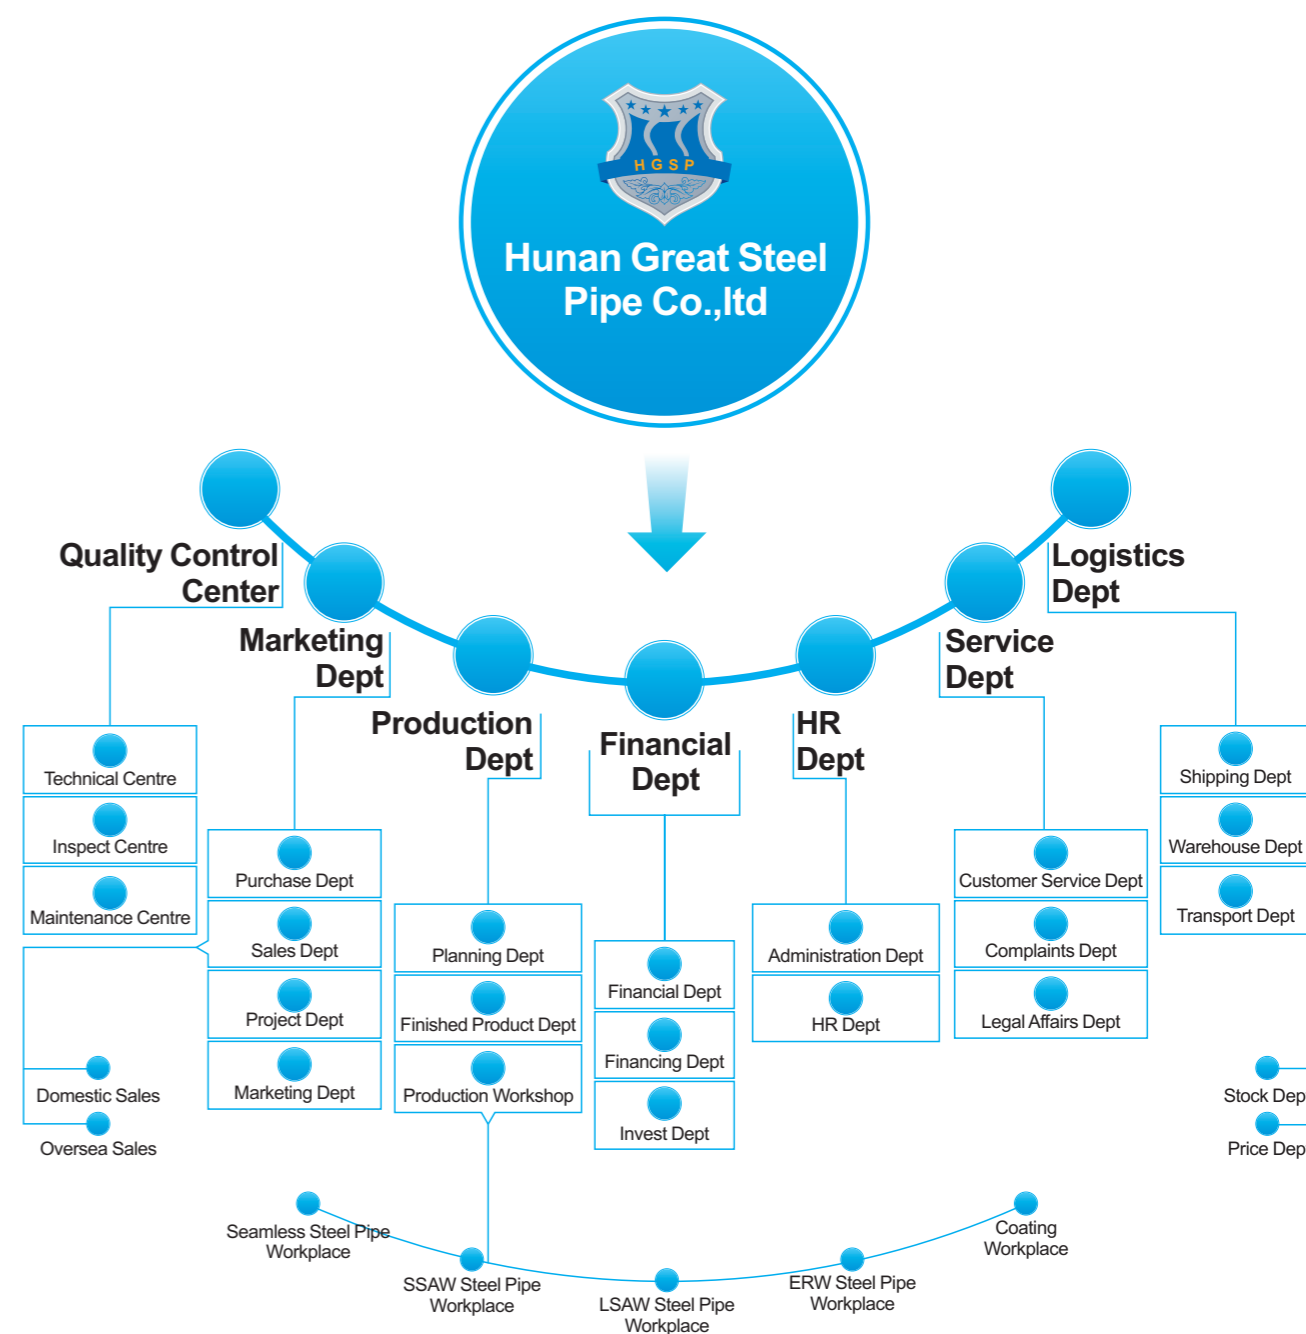 HGSP
Hunan Great Steel
Pipe Co.,ltd
Quality Control
Center
Marketing
Dept
Production
Dept
Financial
Dept
HR
Dept
Service
Dept
Logistics
Dept
Technical Centre
Inspect Centre
Maintenance Centre
Purchase Dept
Sales Dept
Project Dept
Marketing Dept
Domestic Sales
Oversea Sales
Planning Dept
Finished Product Dept
Production Workshop
Financial Dept
Financing Dept
Invest Dept
Administration Dept
HR Dept
Customer Service Dept
Complaints Dept
Legal Affairs Dept
Shipping Dept
Warehouse Dept
Transport Dept
Stock Dep
Price Dep
Seamless Steel Pipe
Workplace
SSAW Steel Pipe
Workplace
LSAW Steel Pipe
Workplace
ERW Steel Pipe
Workplace
Coating
Workplace